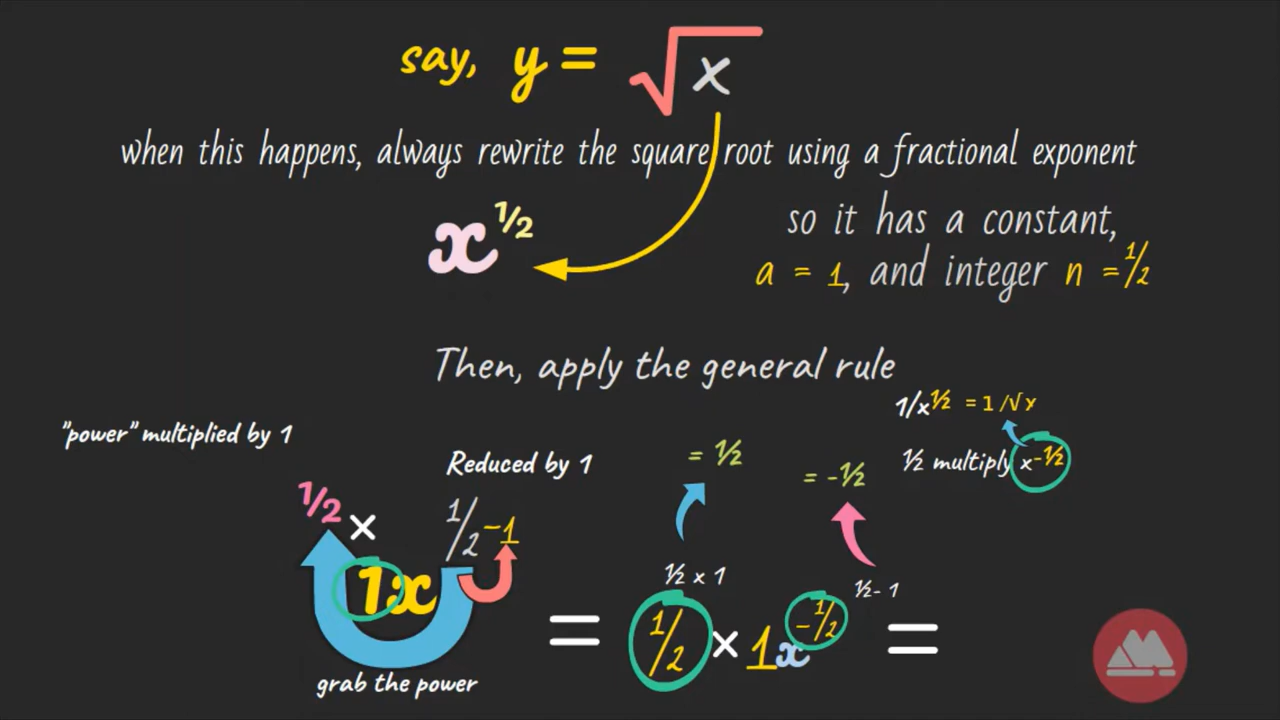 say, y = √x
when this happens, always rewrite the square root using a fractional exponent
x^½
so it has a constant,
a = 1, and integer n = ½
Then, apply the general rule
"power" multiplied by 1
Reduced by 1
½ ×
1/2 -1
1x
grab the power
=
= ½
½ x 1
½ × 1x^-½
= -½
½- 1
=
1/x^½ = 1/√x
½ multiply x^-½